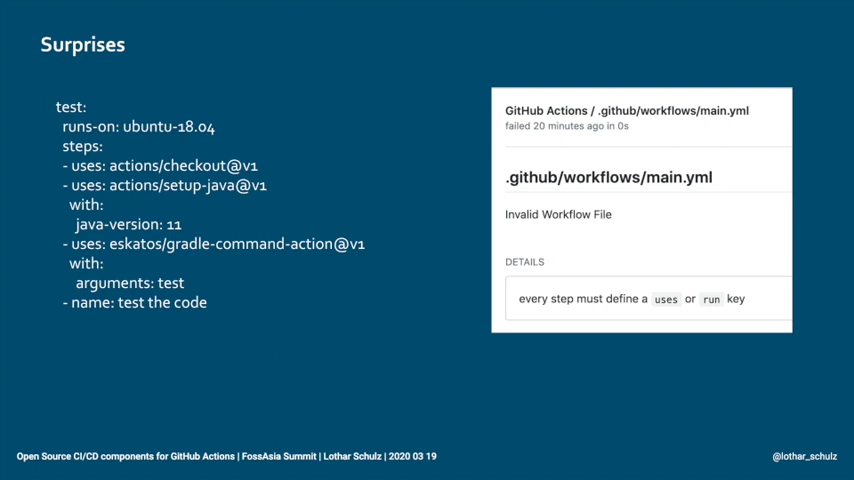 Surprises
test:
runs-on: ubuntu-18.04
steps:
- uses: actions/checkout@v1
- uses: actions/setup-java@v1
with:
java-version: 11
- uses: eskatos/gradle-command-action@v1
with:
arguments: test
- name: test the code
GitHub Actions / .github/workflows/main.yml
failed 20 minutes ago in 0s
.github/workflows/main.yml
Invalid Workflow File
DETAILS
every step must define a uses or run key
Open Source CI/CD components for GitHub Actions | FossAsia Summit | Lothar Schulz | 2020 03 19
@lothar_schulz